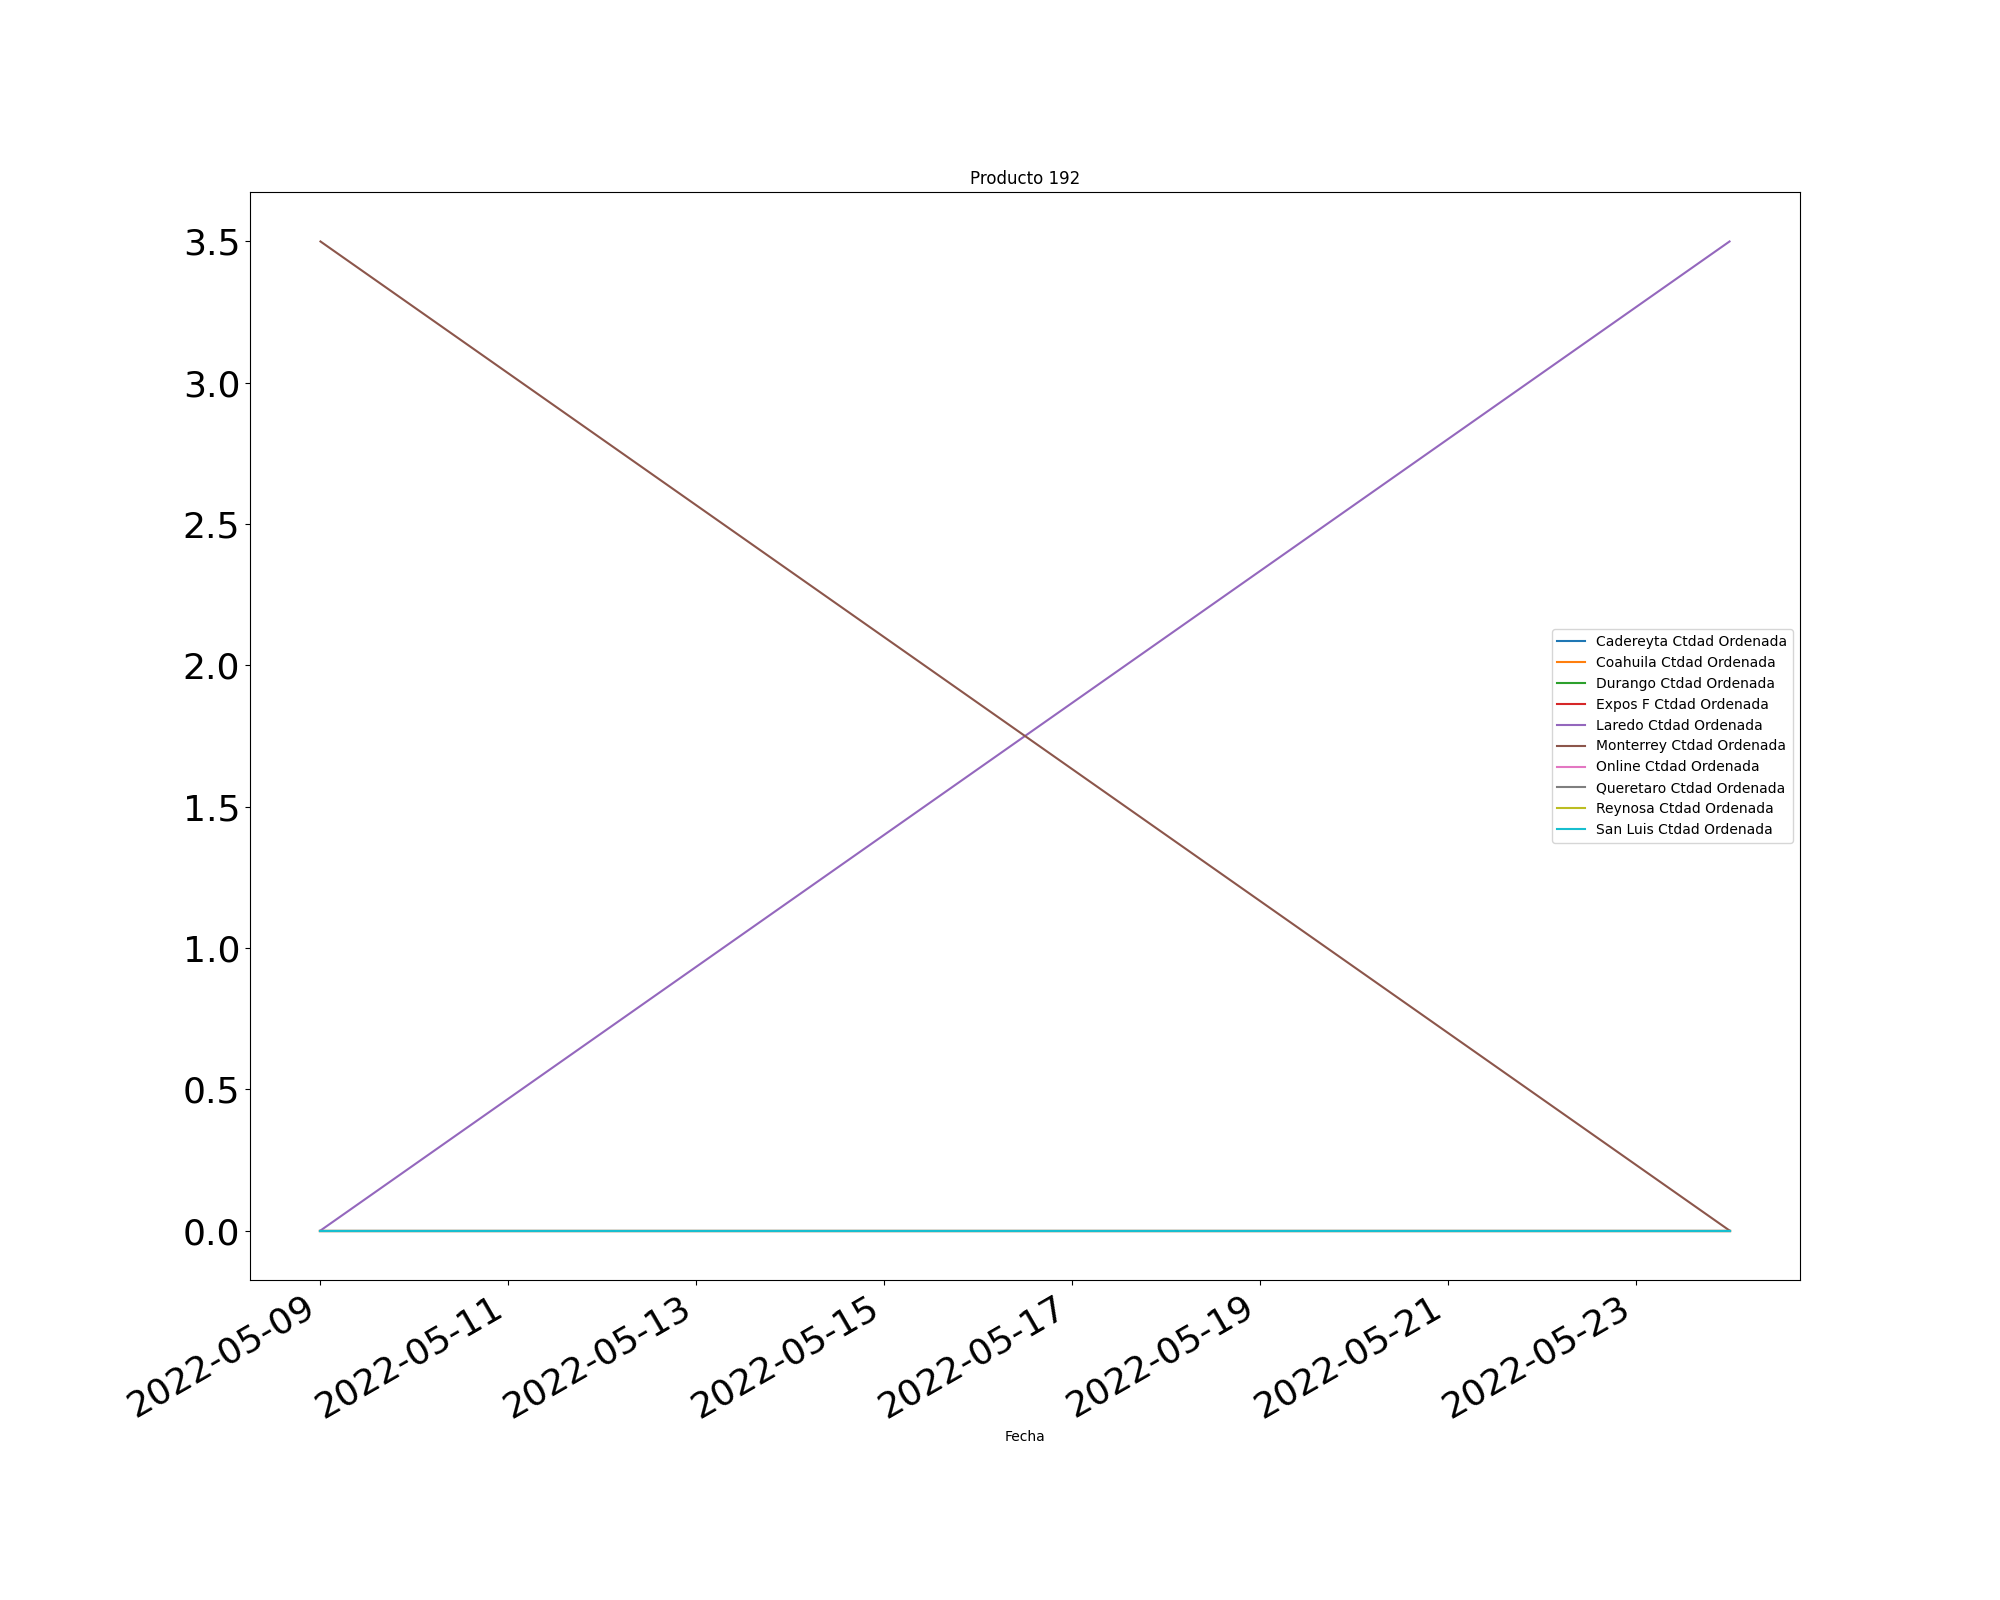 Producto 192
3.5
3.0
2.5
2.0
1.5
1.0
0.5
0.0
Cadereyta Ctdad Ordenada
Coahuila Ctdad Ordenada
Durango Ctdad Ordenada
Expos F Ctdad Ordenada
Laredo Ctdad Ordenada
Monterrey Ctdad Ordenada
Online Ctdad Ordenada
Queretaro Ctdad Ordenada
Reynosa Ctdad Ordenada
San Luis Ctdad Ordenada
2022-05-09
2022-05-11
2022-05-13
2022-05-15
2022-05-17
2022-05-19
2022-05-21
2022-05-23
Fecha